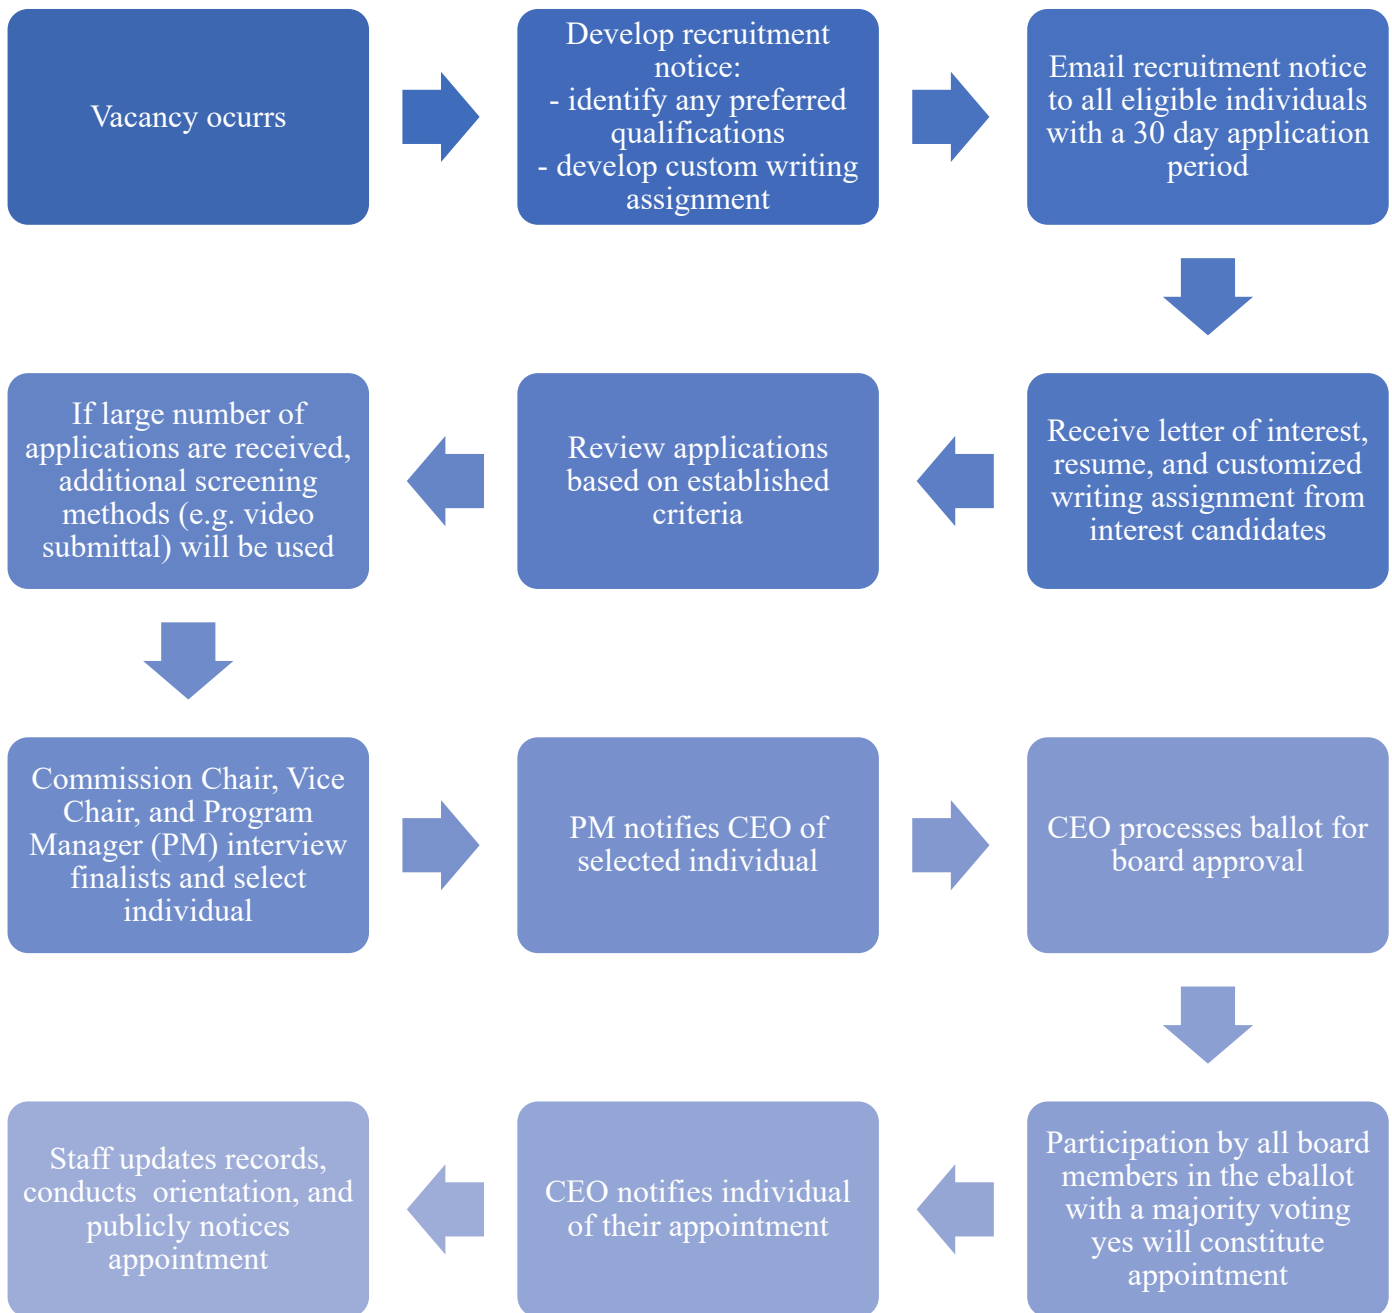 Vacancy ocurrs
Develop recruitment
notice:
- identify any preferred
qualifications
- develop custom writing
assignment
Email recruitment notice
to all eligible individuals
with a 30 day application
period
Receive letter of interest,
resume, and customized
writing assignment from
interest candidates
Review applications
based on established
criteria
If large number of
applications are received,
additional screening
methods (e.g. video
submittal) will be used
Commission Chair, Vice
Chair, and Program
Manager (PM) interview
finalists and select
individual
PM notifies CEO of
selected individual
CEO processes ballot for
board approval
Participation by all board
members in the eballot
with a majority voting
yes will constitute
appointment
CEO notifies individual
of their appointment
Staff updates records,
conducts  orientation, and
publicly notices
appointment